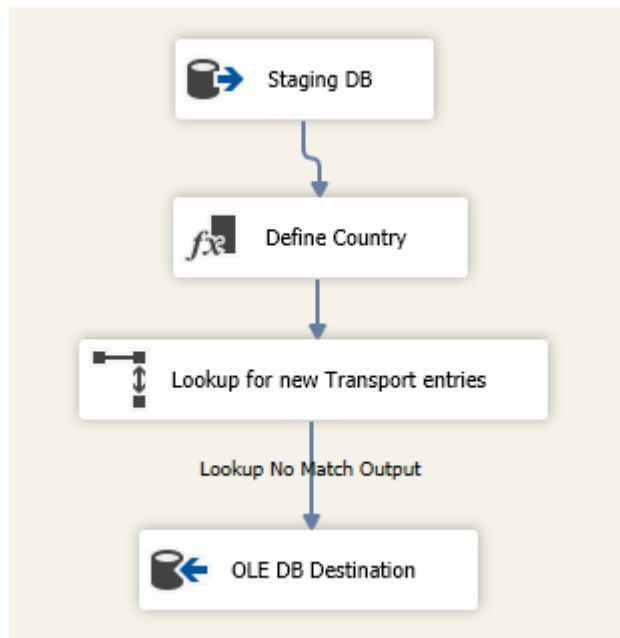 Staging DB
Define Country
Lookup for new Transport entries
Lookup No Match Output
OLE DB Destination